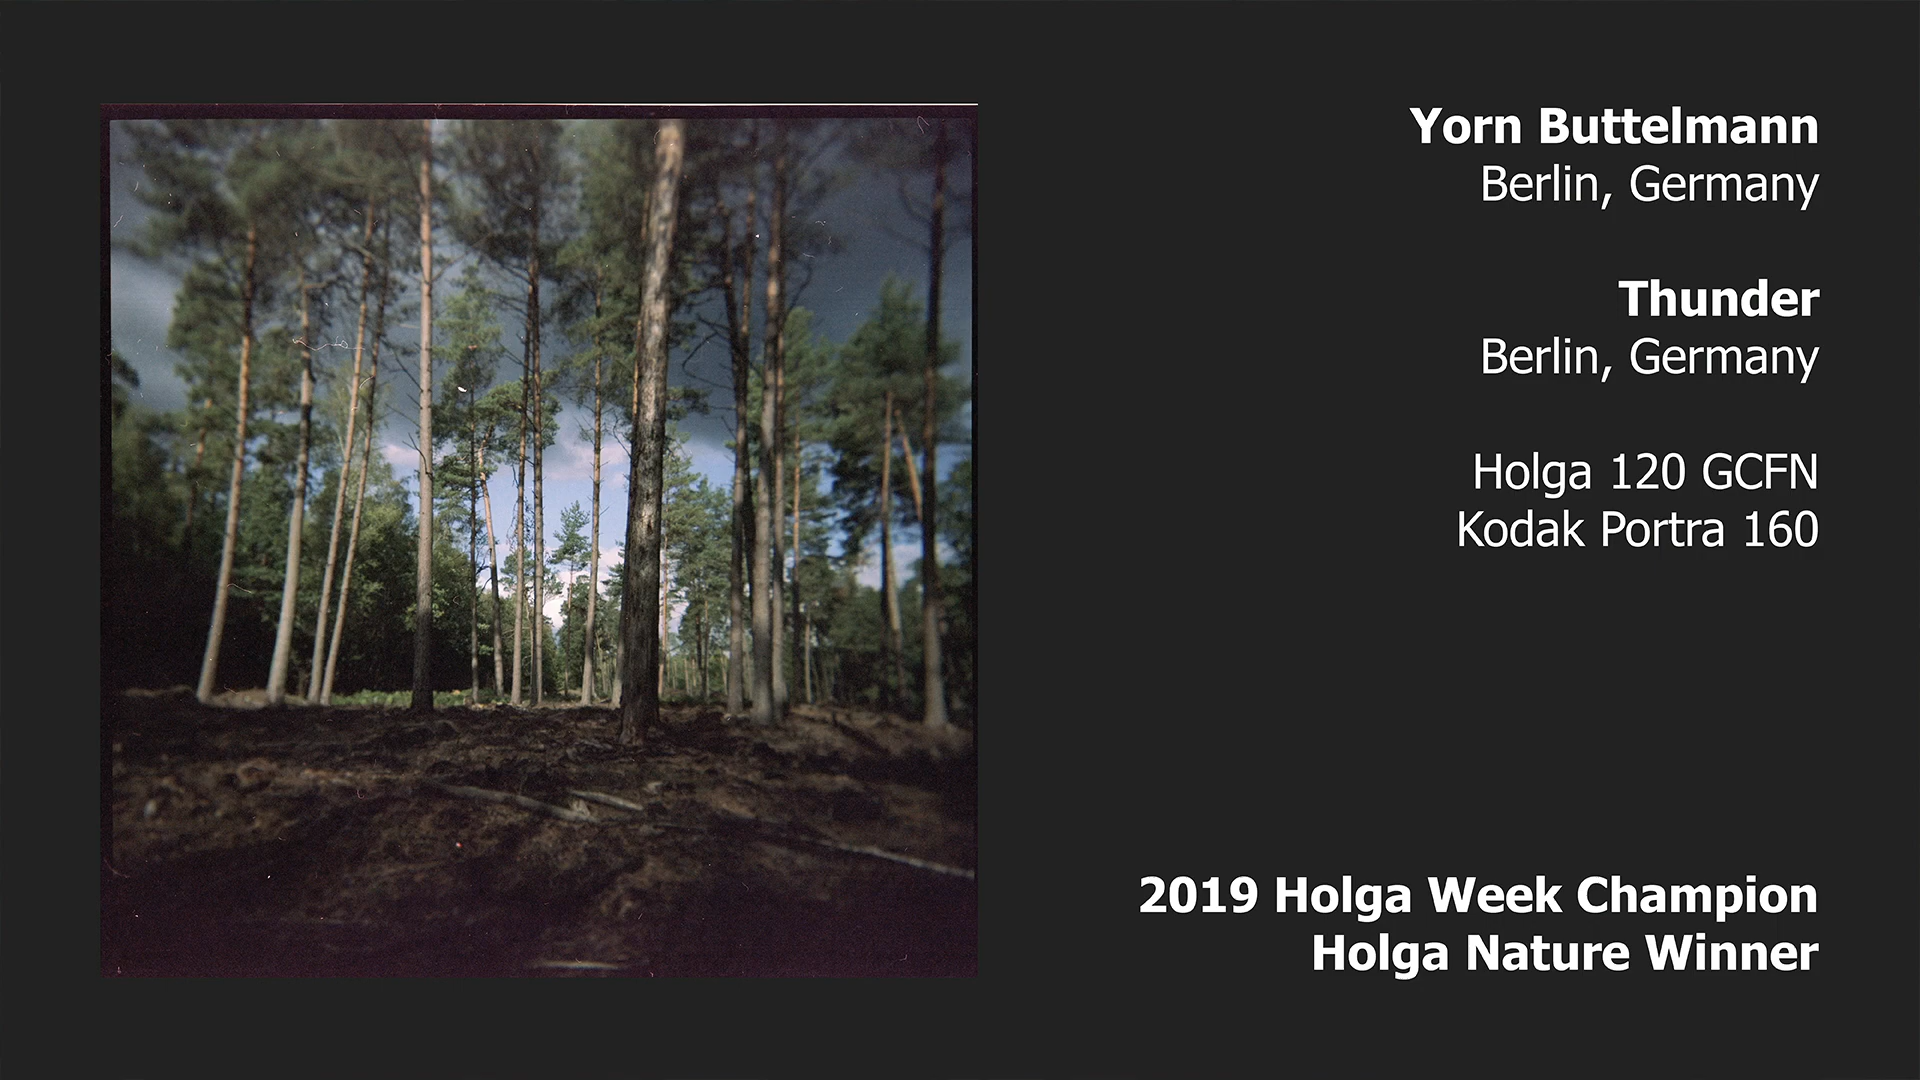 Yorn Buttelmann
Berlin, Germany
Thunder
Berlin, Germany
Holga 120 GCFN
Kodak Portra 160
2019 Holga Week Champion
Holga Nature Winner